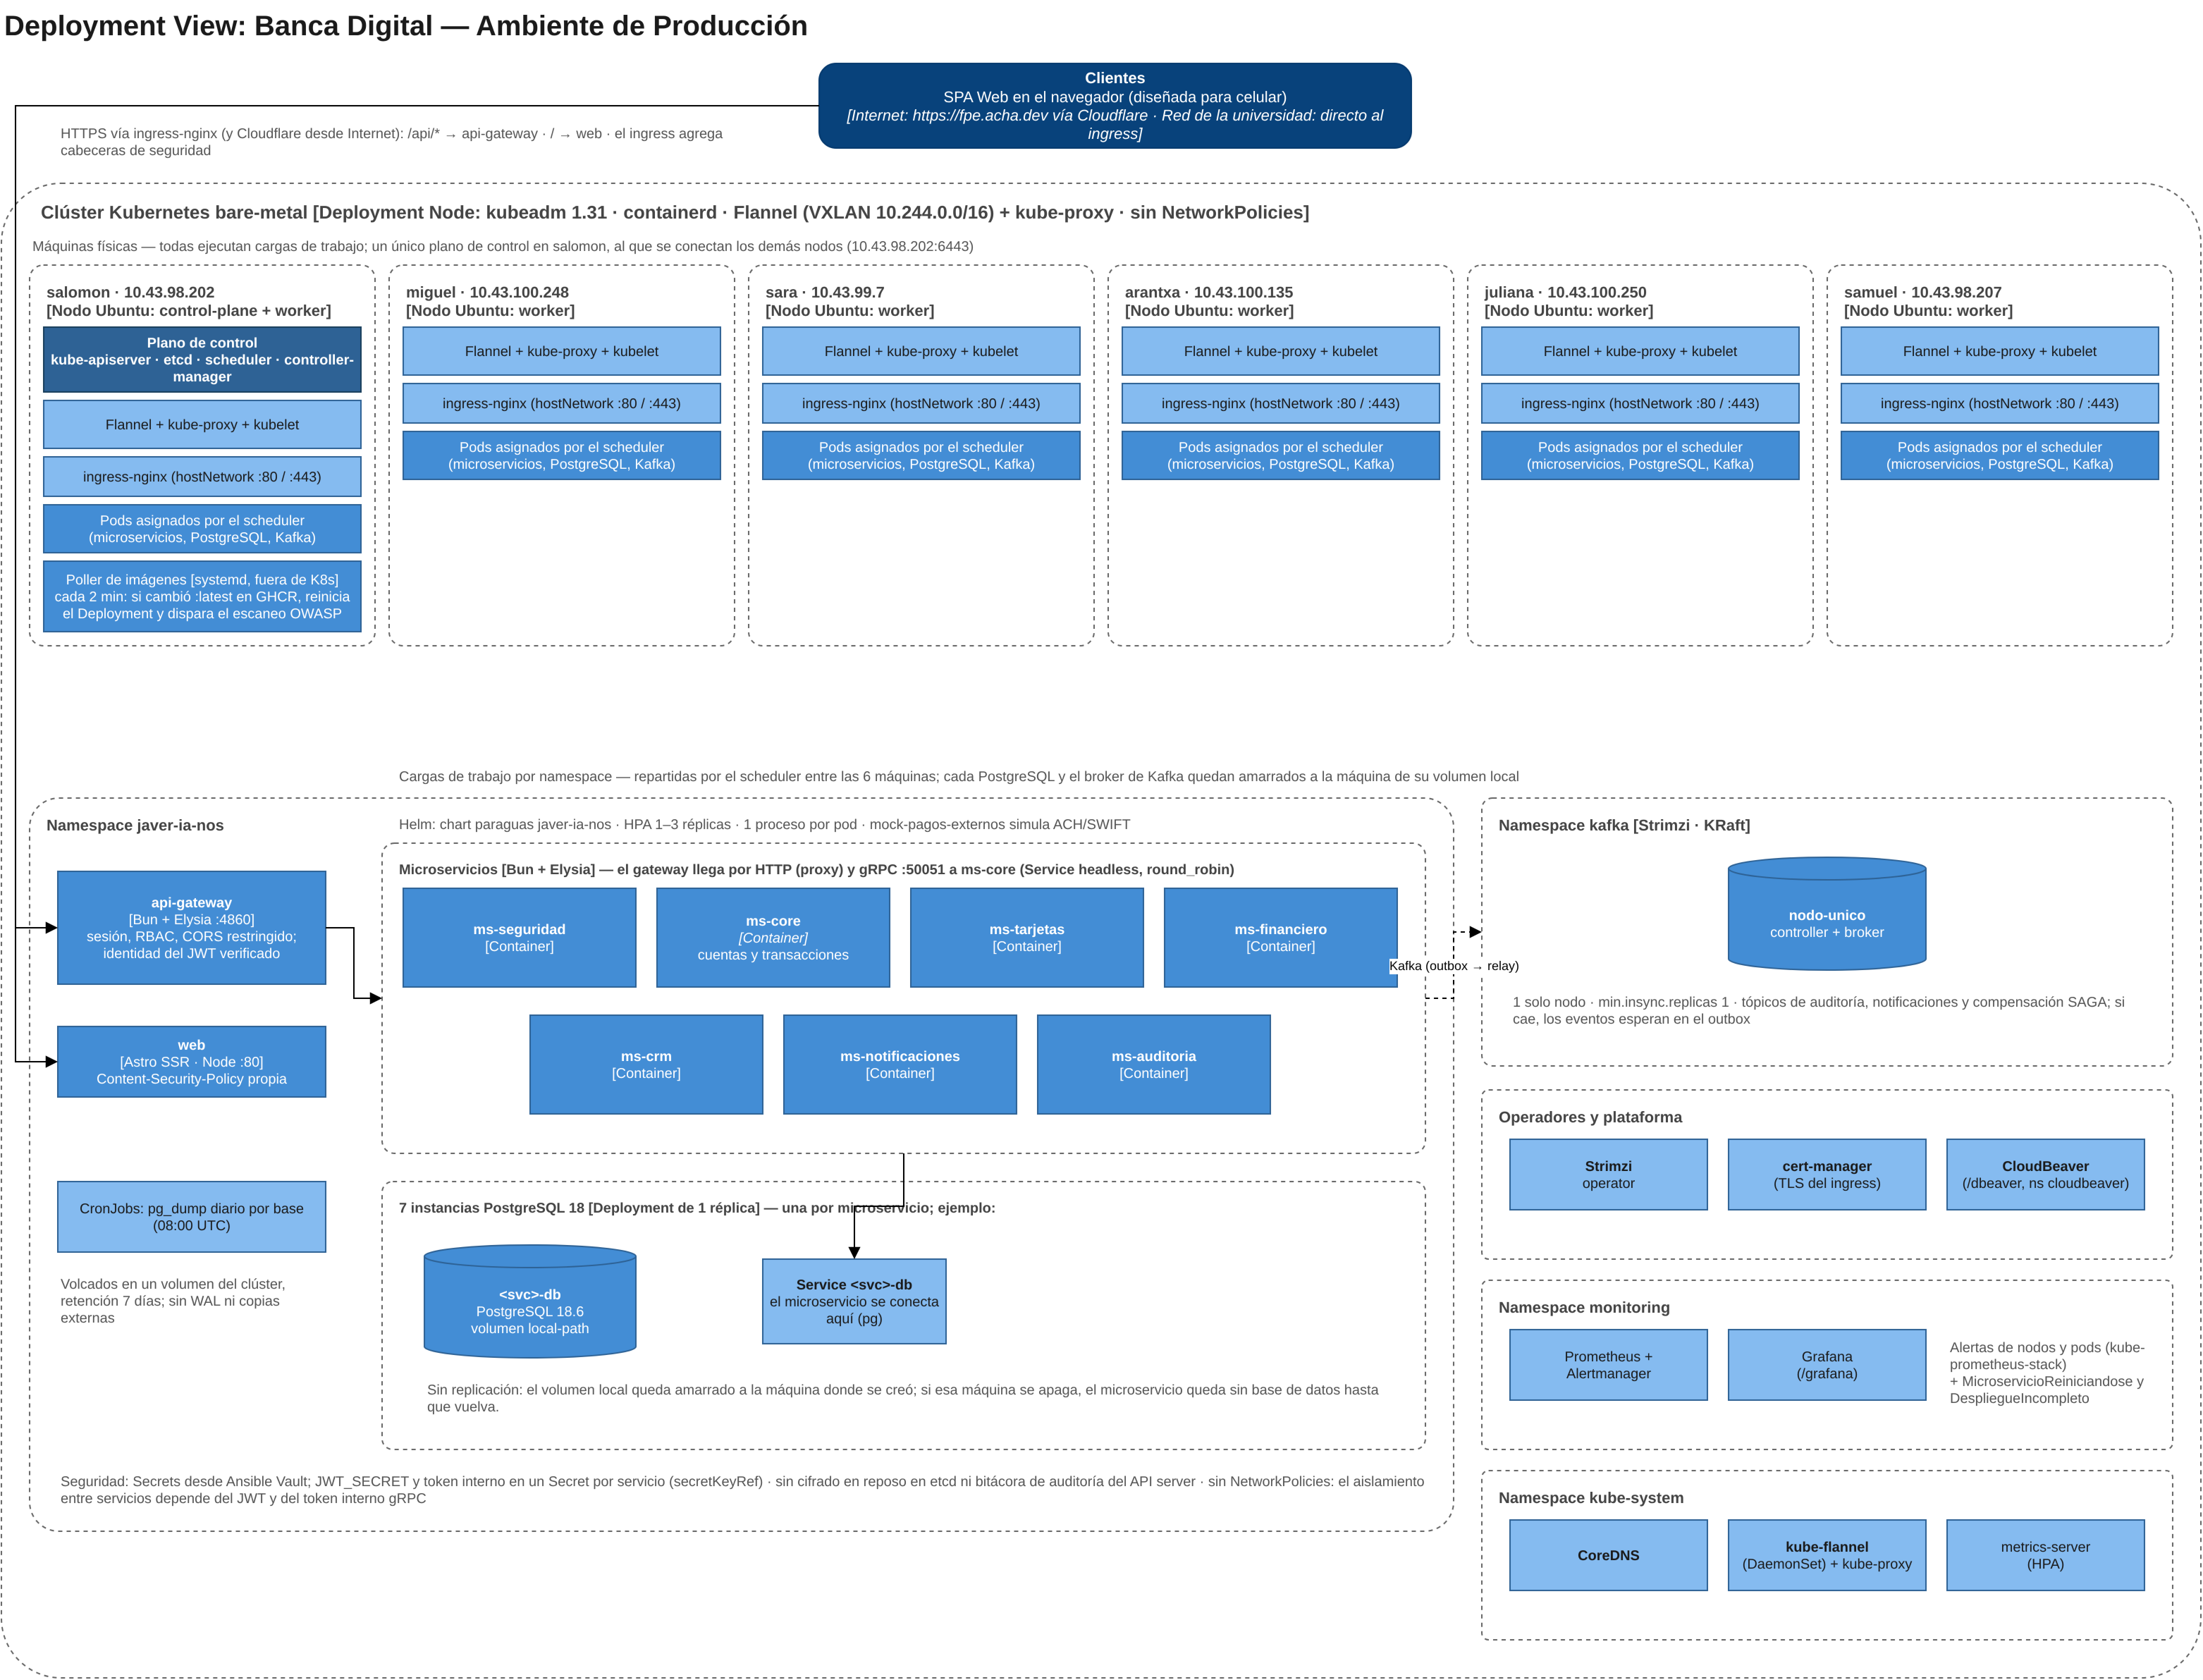 Deployment View: Banca Digital — Ambiente de Producción
Clientes
SPA Web en el navegador (diseñada para celular)
[Internet: https://fpe.acha.dev vía Cloudflare · Red de la universidad: directo al
ingress]
HTTPS vía ingress-nginx (y Cloudflare desde Internet): /api/* → api-gateway · / → web · el ingress agrega
cabeceras de seguridad
Clúster Kubernetes bare-metal [Deployment Node: kubeadm 1.31 · containerd · Flannel (VXLAN 10.244.0.0/16) + kube-proxy · sin NetworkPolicies]
Máquinas físicas — todas ejecutan cargas de trabajo; un único plano de control en salomon, al que se conectan los demás nodos (10.43.98.202:6443)
salomon · 10.43.98.202
[Nodo Ubuntu: control-plane + worker]
Plano de control
kube-apiserver · etcd · scheduler · controller-
manager
Flannel + kube-proxy + kubelet
ingress-nginx (hostNetwork :80 / :443)
Pods asignados por el scheduler
(microservicios, PostgreSQL, Kafka)
Poller de imágenes [systemd, fuera de K8s]
cada 2 min: si cambió :latest en GHCR, reinicia
el Deployment y dispara el escaneo OWASP
miguel · 10.43.100.248
[Nodo Ubuntu: worker]
Flannel + kube-proxy + kubelet
ingress-nginx (hostNetwork :80 / :443)
Pods asignados por el scheduler
(microservicios, PostgreSQL, Kafka)
sara · 10.43.99.7
[Nodo Ubuntu: worker]
Flannel + kube-proxy + kubelet
ingress-nginx (hostNetwork :80 / :443)
Pods asignados por el scheduler
(microservicios, PostgreSQL, Kafka)
arantxa · 10.43.100.135
[Nodo Ubuntu: worker]
Flannel + kube-proxy + kubelet
ingress-nginx (hostNetwork :80 / :443)
Pods asignados por el scheduler
(microservicios, PostgreSQL, Kafka)
juliana · 10.43.100.250
[Nodo Ubuntu: worker]
Flannel + kube-proxy + kubelet
ingress-nginx (hostNetwork :80 / :443)
Pods asignados por el scheduler
(microservicios, PostgreSQL, Kafka)
samuel · 10.43.98.207
[Nodo Ubuntu: worker]
Flannel + kube-proxy + kubelet
ingress-nginx (hostNetwork :80 / :443)
Pods asignados por el scheduler
(microservicios, PostgreSQL, Kafka)
Cargas de trabajo por namespace — repartidas por el scheduler entre las 6 máquinas; cada PostgreSQL y el broker de Kafka quedan amarrados a la máquina de su volumen local
Namespace javer-ia-nos
Helm: chart paraguas javer-ia-nos · HPA 1–3 réplicas · 1 proceso por pod · mock-pagos-externos simula ACH/SWIFT
api-gateway
[Bun + Elysia :4860]
sesión, RBAC, CORS restringido;
identidad del JWT verificado
web
[Astro SSR · Node :80]
Content-Security-Policy propia
CronJobs: pg_dump diario por base
(08:00 UTC)
Volcados en un volumen del clúster,
retención 7 días; sin WAL ni copias
externas
Microservicios [Bun + Elysia] — el gateway llega por HTTP (proxy) y gRPC :50051 a ms-core (Service headless, round_robin)
ms-seguridad
[Container]
ms-core
[Container]
cuentas y transacciones
ms-tarjetas
[Container]
ms-financiero
[Container]
ms-crm
[Container]
ms-notificaciones
[Container]
ms-auditoria
[Container]
Kafka (outbox → relay)
7 instancias PostgreSQL 18 [Deployment de 1 réplica] — una por microservicio; ejemplo:
<svc>-db
PostgreSQL 18.6
volumen local-path
Service <svc>-db
el microservicio se conecta
aquí (pg)
Sin replicación: el volumen local queda amarrado a la máquina donde se creó; si esa máquina se apaga, el microservicio queda sin base de datos hasta
que vuelva.
Seguridad: Secrets desde Ansible Vault; JWT_SECRET y token interno en un Secret por servicio (secretKeyRef) · sin cifrado en reposo en etcd ni bitácora de auditoría del API server · sin NetworkPolicies: el aislamiento
entre servicios depende del JWT y del token interno gRPC
Namespace kafka [Strimzi · KRaft]
nodo-unico
controller + broker
1 solo nodo · min.insync.replicas 1 · tópicos de auditoría, notificaciones y compensación SAGA; si
cae, los eventos esperan en el outbox
Operadores y plataforma
Strimzi
operator
cert-manager
(TLS del ingress)
CloudBeaver
(/dbeaver, ns cloudbeaver)
Namespace monitoring
Prometheus +
Alertmanager
Grafana
(/grafana)
Alertas de nodos y pods (kube-
prometheus-stack)
+ MicroservicioReiniciandose y
DespliegueIncompleto
Namespace kube-system
CoreDNS
kube-flannel
(DaemonSet) + kube-proxy
metrics-server
(HPA)